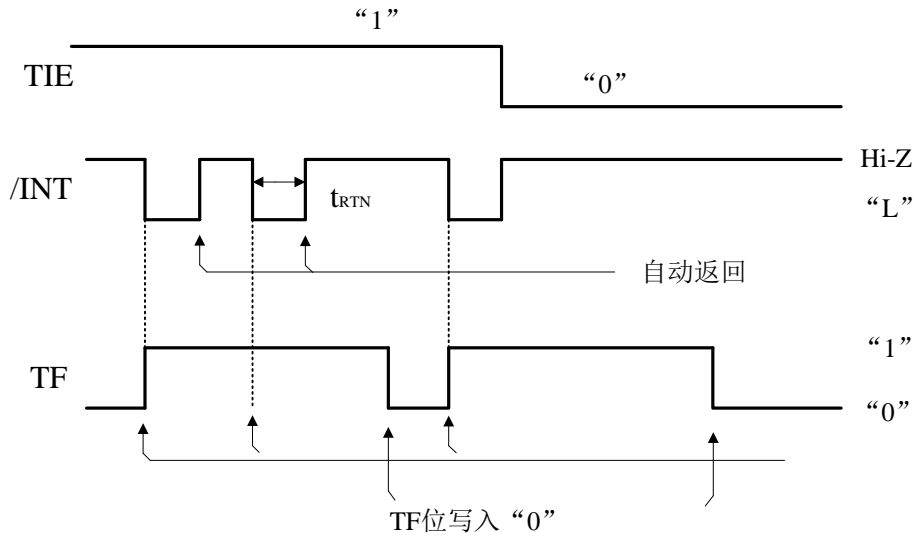 “1”
TIE
“0”
Hi-Z
/INT
tRTN
“L”
自动返回
“1”
TF
“0”
TF位写入“0”